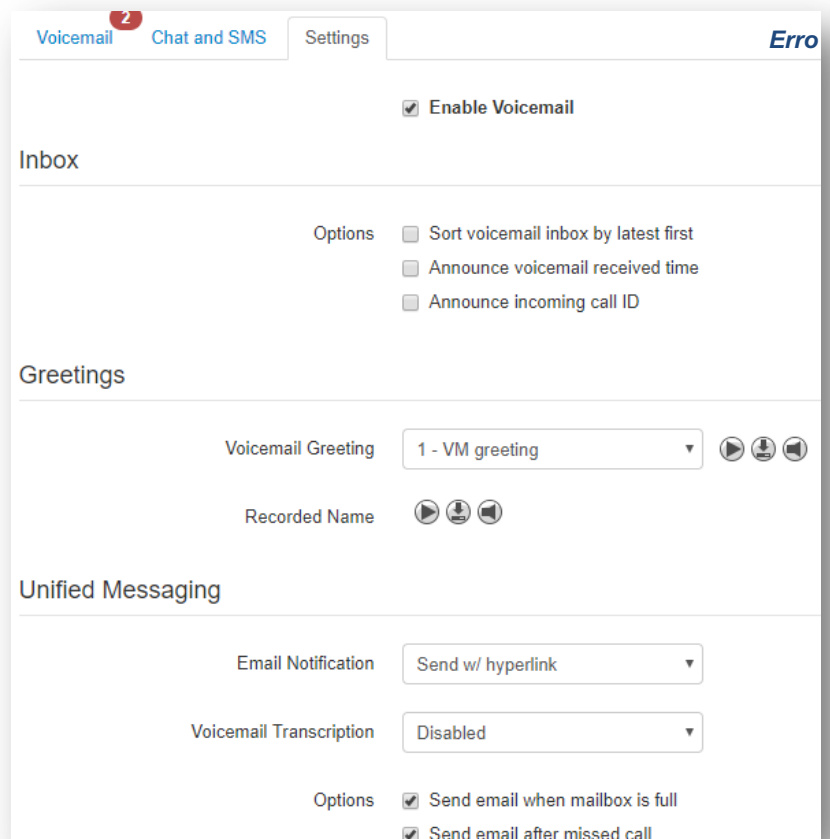 2
Voicemail Chat and SMS Settings Erro
Enable Voicemail
Inbox
Options Sort voicemail inbox by latest first
Announce voicemail received time
Announce incoming call ID
Greetings
Voicemail Greeting 1 - VM greeting
Recorded Name
Unified Messaging
Email Notification Send w/ hyperlink
Voicemail Transcription Disabled
Options Send email when mailbox is full
Send email after missed call